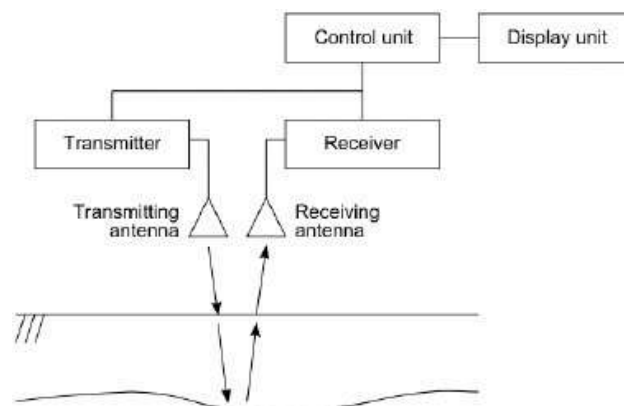 Control unit
Display unit
Transmitter
Receiver
Transmitting
antenna
Receiving
antenna